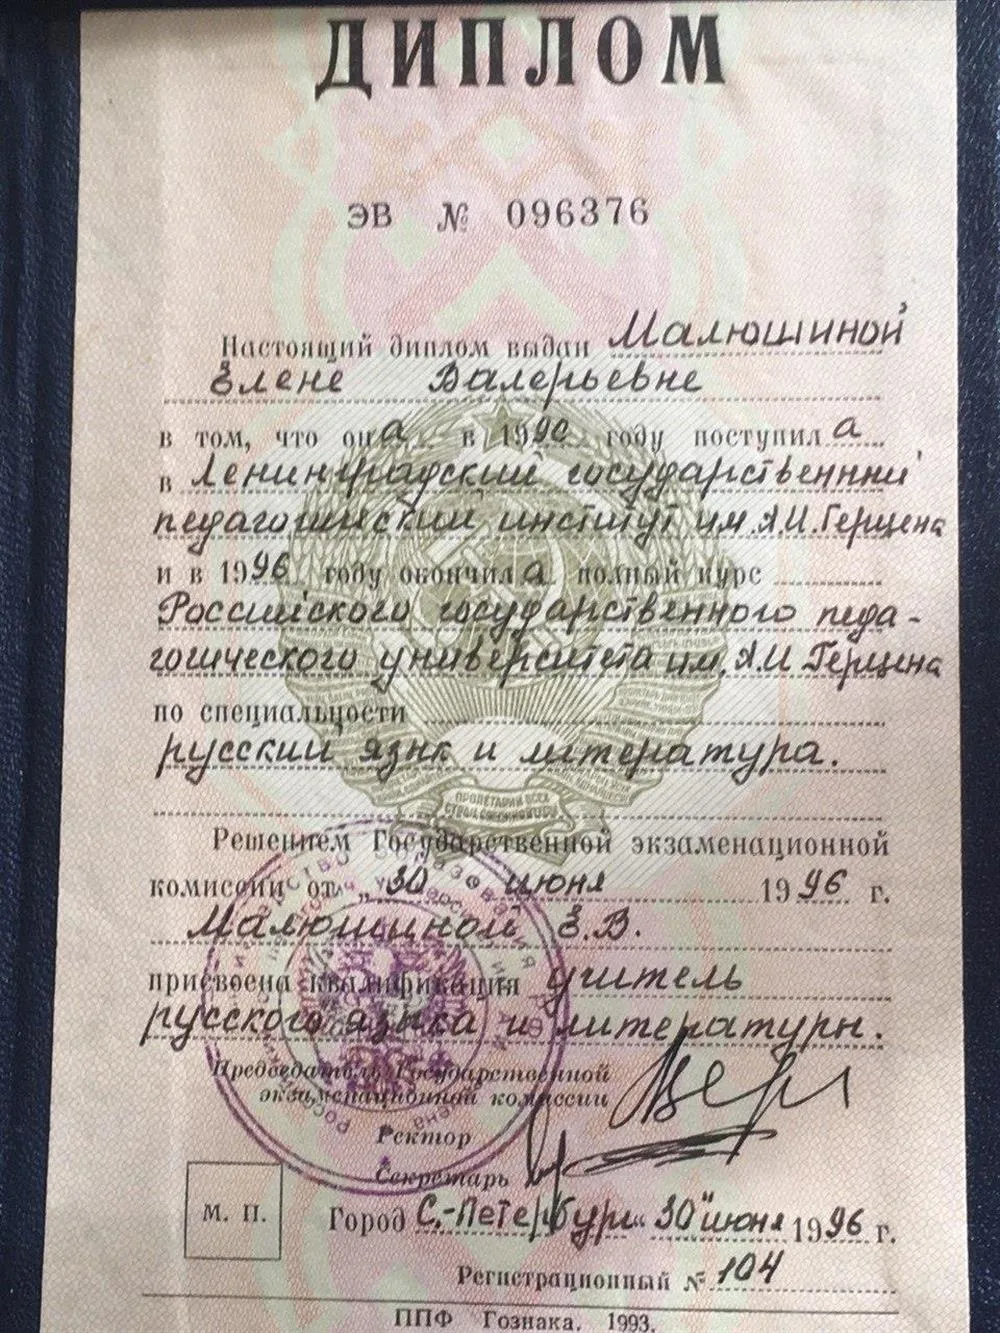 ДИПЛОМ
ЭВ № 096376
Настоящий диплом выдан Малюшиной
Елене Валерьевне
в том, что она в 1990 году поступила
в Ленинградский государственный
педагогический институт им. А.И. Герцена
и в 1996 году окончила полный курс
Российского государственного педа-
гогического университета им. А.И Герцена
по специальности
русский язык и литература.
ПРОЛЕТАРИИ ВСЕХ
Решением Государственной экзаменационной
комиссии от „30 июня 1996 г.
Малюшиной Е.В.
присвоена квалификация учитель
русского языка и литературы.
Председатель Государственной
экзаменационной комиссии
Ректор
Секретарь
М. П.
Город С.-Петербург „30" июня 1996 г.
Регистрационный № 104
ППФ Гознака. 1993.